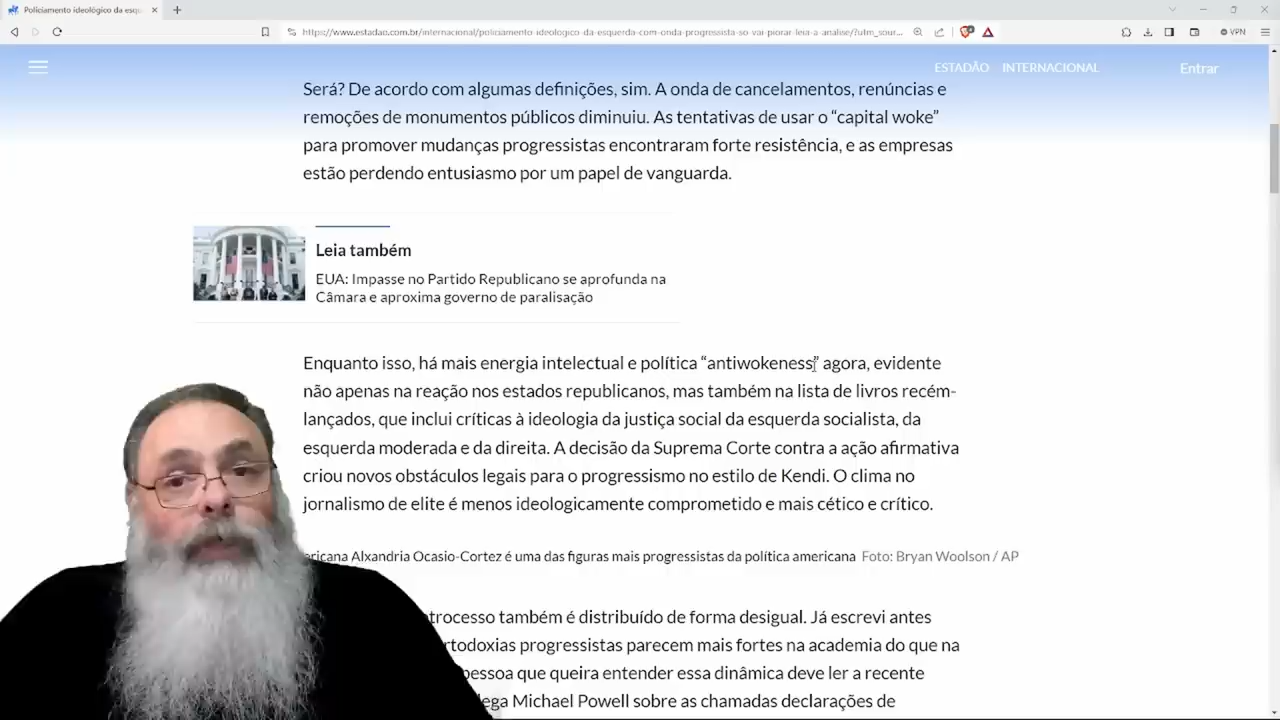 Policiamento ideológico da esqu
https://www.estadao.com.br/internacional/policiamento-ideologico-da-esquerda-com-onda-progressista-so-vai-piorar-leia-a-analise/?utm_sour...
VPN
ESTADÃO INTERNACIONAL
Entrar
Será? De acordo com algumas definições, sim. A onda de cancelamentos, renúncias e
remoções de monumentos públicos diminuiu. As tentativas de usar o “capital woke”
para promover mudanças progressistas encontraram forte resistência, e as empresas
estão perdendo entusiasmo por um papel de vanguarda.
Leia também
EUA: Impasse no Partido Republicano se aprofunda na
Câmara e aproxima governo de paralisação
Enquanto isso, há mais energia intelectual e política “antiwokeness” agora, evidente
não apenas na reação nos estados republicanos, mas também na lista de livros recém-
lançados, que inclui críticas à ideologia da justiça social da esquerda socialista, da
esquerda moderada e da direita. A decisão da Suprema Corte contra a ação afirmativa
criou novos obstáculos legais para o progressismo no estilo de Kendi. O clima no
jornalismo de elite é menos ideologicamente comprometido e mais cético e crítico.
ericana Alxandria Ocasio-Cortez é uma das figuras mais progressistas da política americana Foto: Bryan Woolson / AP
trocesso também é distribuído de forma desigual. Já escrevi antes
rtodoxias progressistas parecem mais fortes na academia do que na
pessoa que queira entender essa dinâmica deve ler a recente
lega Michael Powell sobre as chamadas declarações de